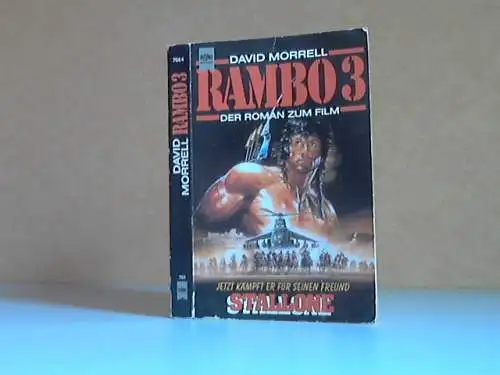 DAVID MORRELL
RAMBO 3
DER ROMAN ZUM FILM
JETZT KÄMPFT ER FÜR SEINEN FREUND
STALLONE
DAVID
MORRELL
RAMBO 3